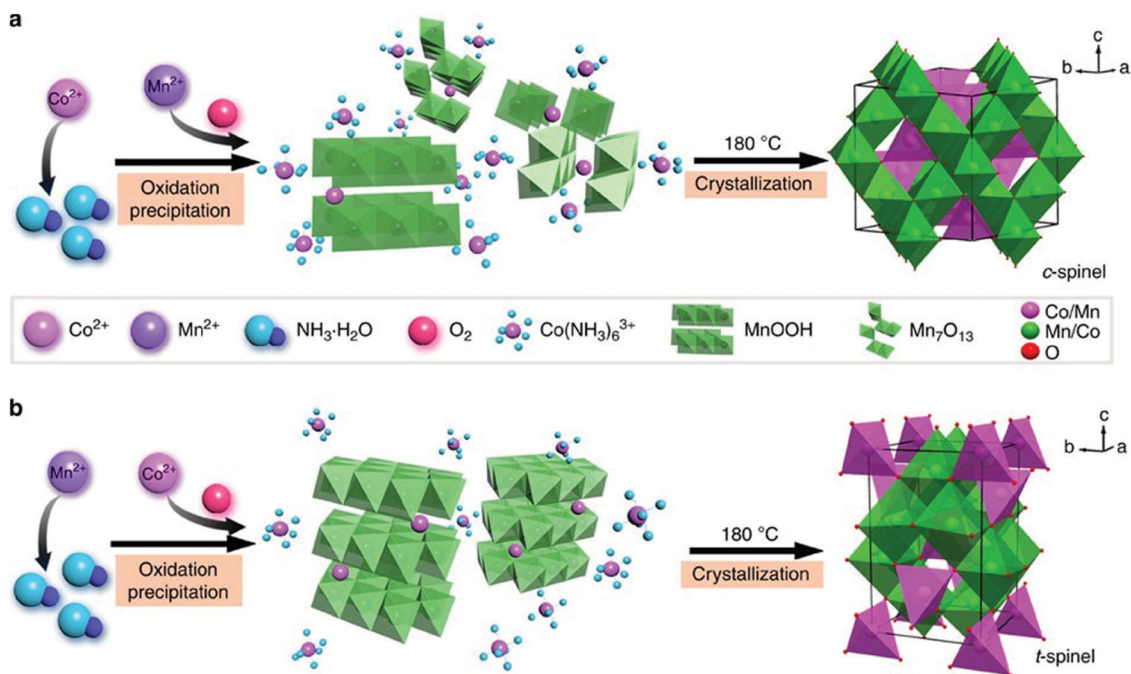 a
Co²⁺
Mn²⁺
Oxidation
precipitation
180 °C
Crystallization
c
b a
c-spinel
Co²⁺ Mn²⁺ NH₃·H₂O O₂ Co(NH₃)₆³⁺ MnOOH Mn₇O₁₃ Co/Mn
Mn/Co
O
b
Mn²⁺
Co²⁺
Oxidation
precipitation
180 °C
Crystallization
c
b a
t-spinel